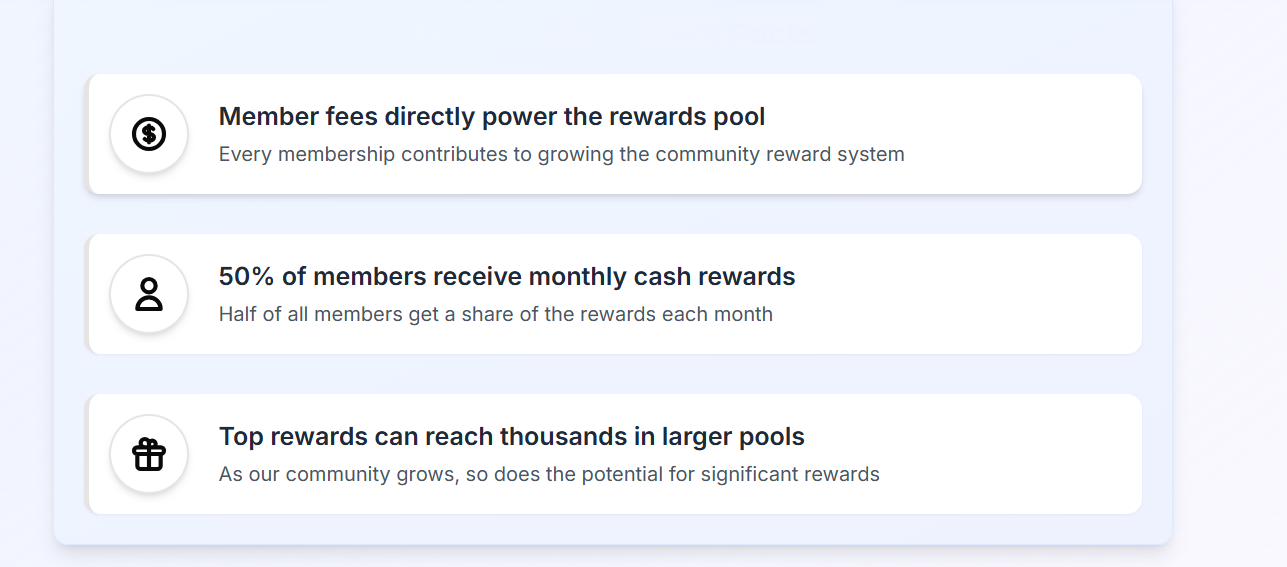 Member fees directly power the rewards pool
Every membership contributes to growing the community reward system
50% of members receive monthly cash rewards
Half of all members get a share of the rewards each month
Top rewards can reach thousands in larger pools
As our community grows, so does the potential for significant rewards